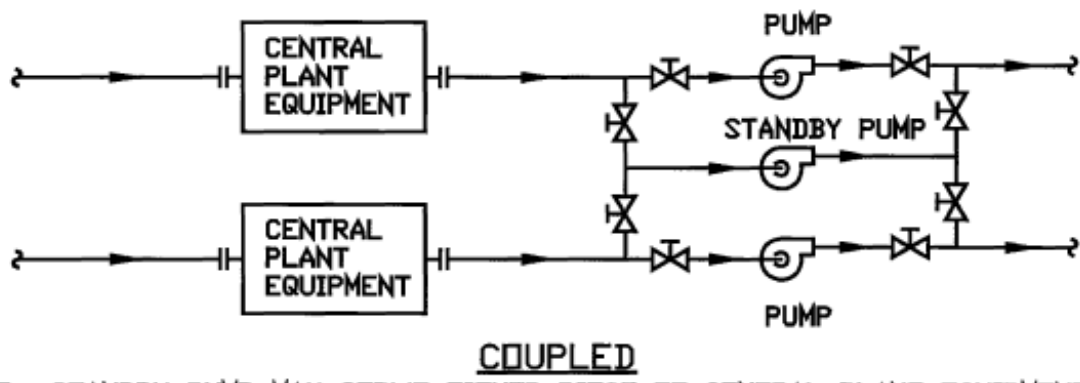 PUMP
CENTRAL
PLANT
EQUIPMENT
STANDBY PUMP
CENTRAL
PLANT
EQUIPMENT
PUMP
COUPLED